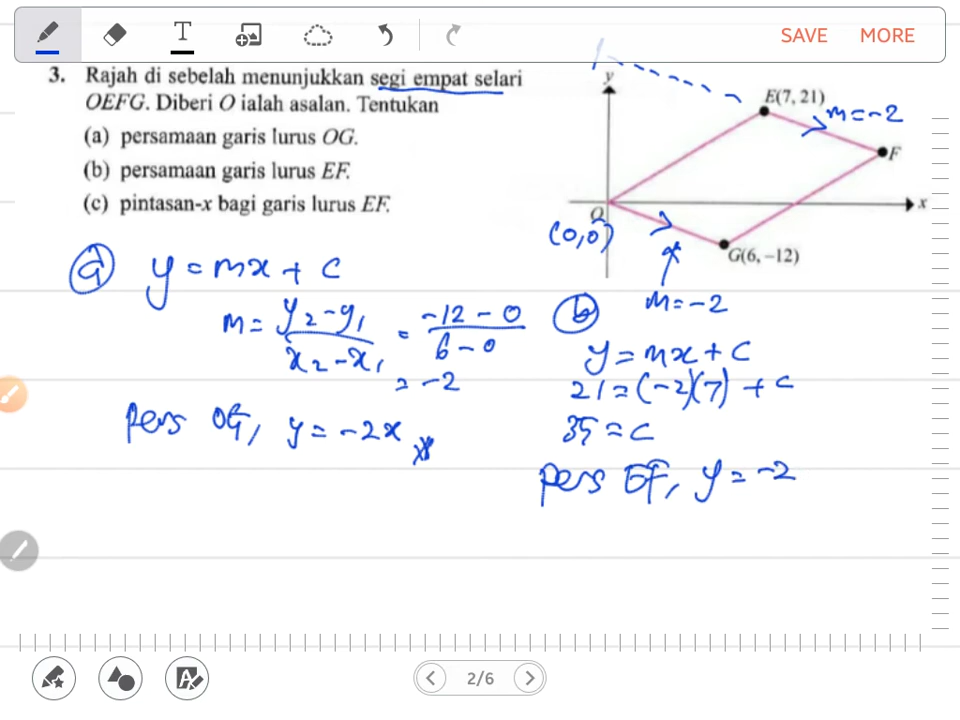 T
SAVE
MORE
3. Rajah di sebelah menunjukkan segi empat selari
OEFG. Diberi O ialah asalan. Tentukan
(a) persamaan garis lurus OG.
(b) persamaan garis lurus EF.
(c) pintasan-x bagi garis lurus EF.
y
E(7, 21)
m=-2
F
x
O
(0,0)
G(6, -12)
m=-2
(a) y = mx + c
m = y2-y1/x2-x1 = -12-0/6-0
= -2
Pers OG, y = -2x
(b)
y = mx + c
21 = (-2)(7) + c
35 = c
Pers EF, y = -2
2/6